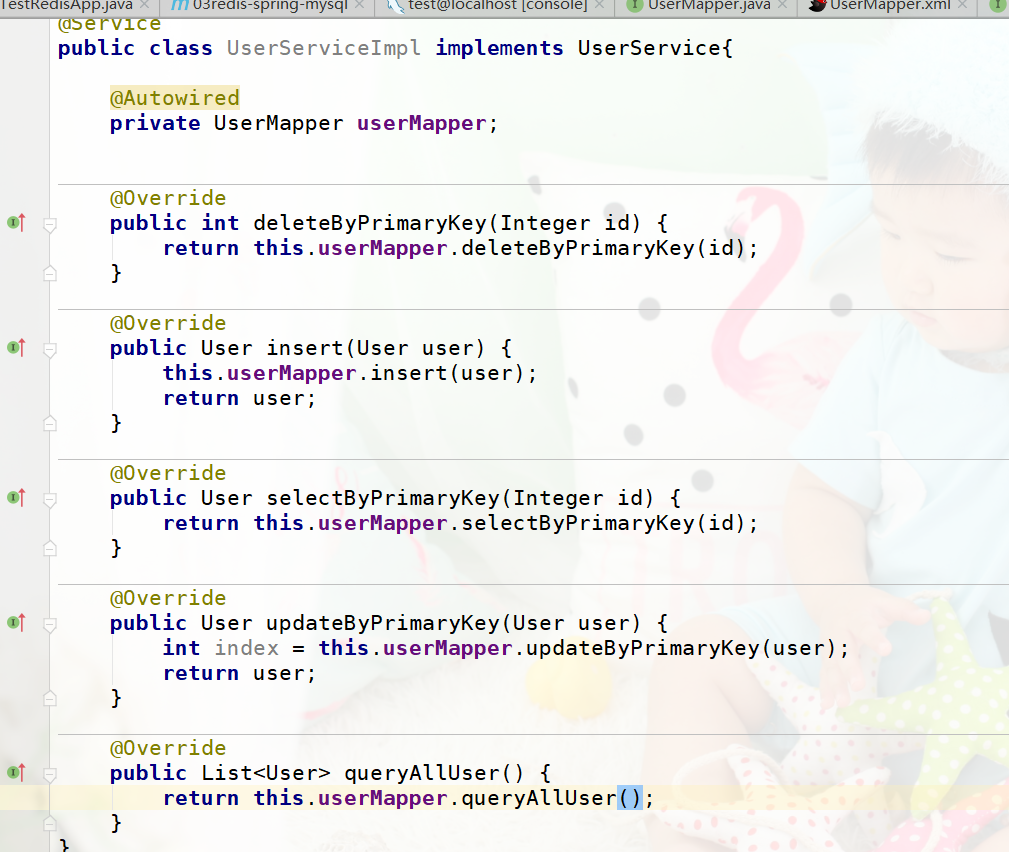 TestRedisApp.java
03redis-spring-mysql
test@localhost [console]
UserMapper.java
UserMapper.xml
@Service
public class UserServiceImpl implements UserService{
@Autowired
private UserMapper userMapper;
@Override
public int deleteByPrimaryKey(Integer id) {
return this.userMapper.deleteByPrimaryKey(id);
}
@Override
public User insert(User user) {
this.userMapper.insert(user);
return user;
}
@Override
public User selectByPrimaryKey(Integer id) {
return this.userMapper.selectByPrimaryKey(id);
}
@Override
public User updateByPrimaryKey(User user) {
int index = this.userMapper.updateByPrimaryKey(user);
return user;
}
@Override
public List<User> queryAllUser() {
return this.userMapper.queryAllUser();
}
}